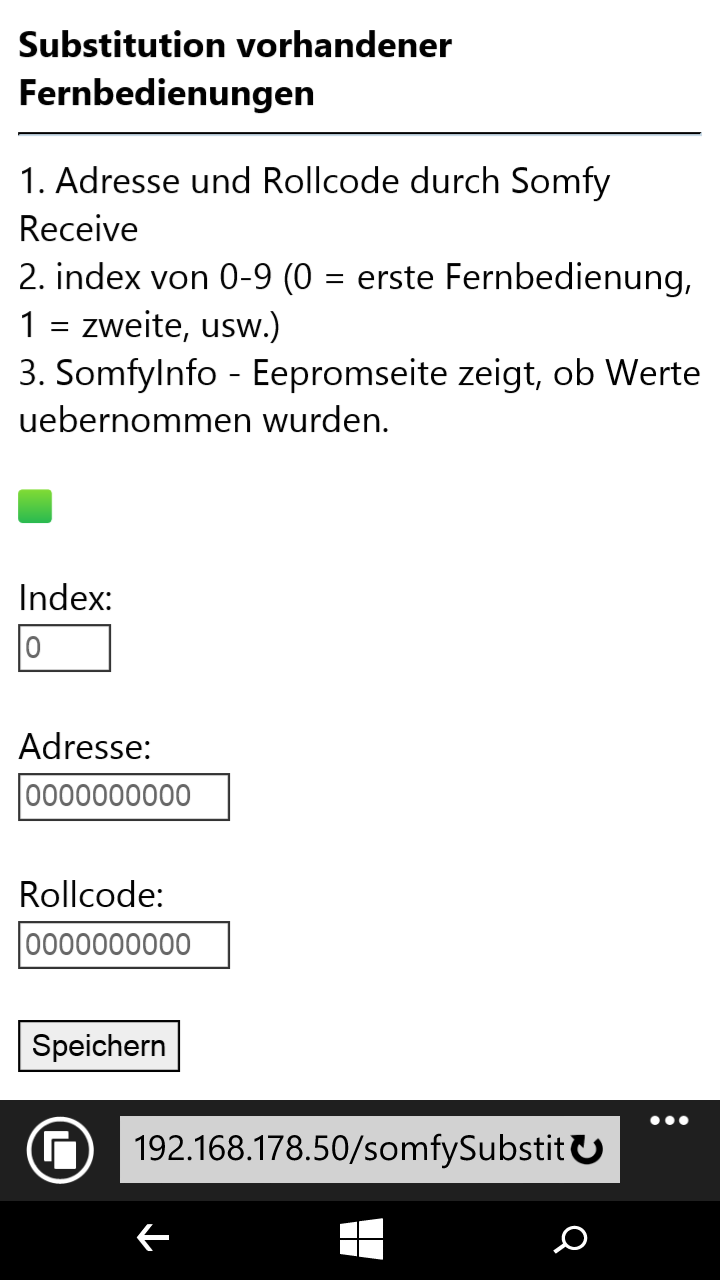 Substitution vorhandener
Fernbedienungen
1. Adresse und Rollcode durch Somfy
Receive
2. index von 0-9 (0 = erste Fernbedienung,
1 = zweite, usw.)
3. SomfyInfo - Eepromseite zeigt, ob Werte
uebernommen wurden.
Index:
0
Adresse:
0000000000
Rollcode:
0000000000
Speichern
192.168.178.50/somfySubstit